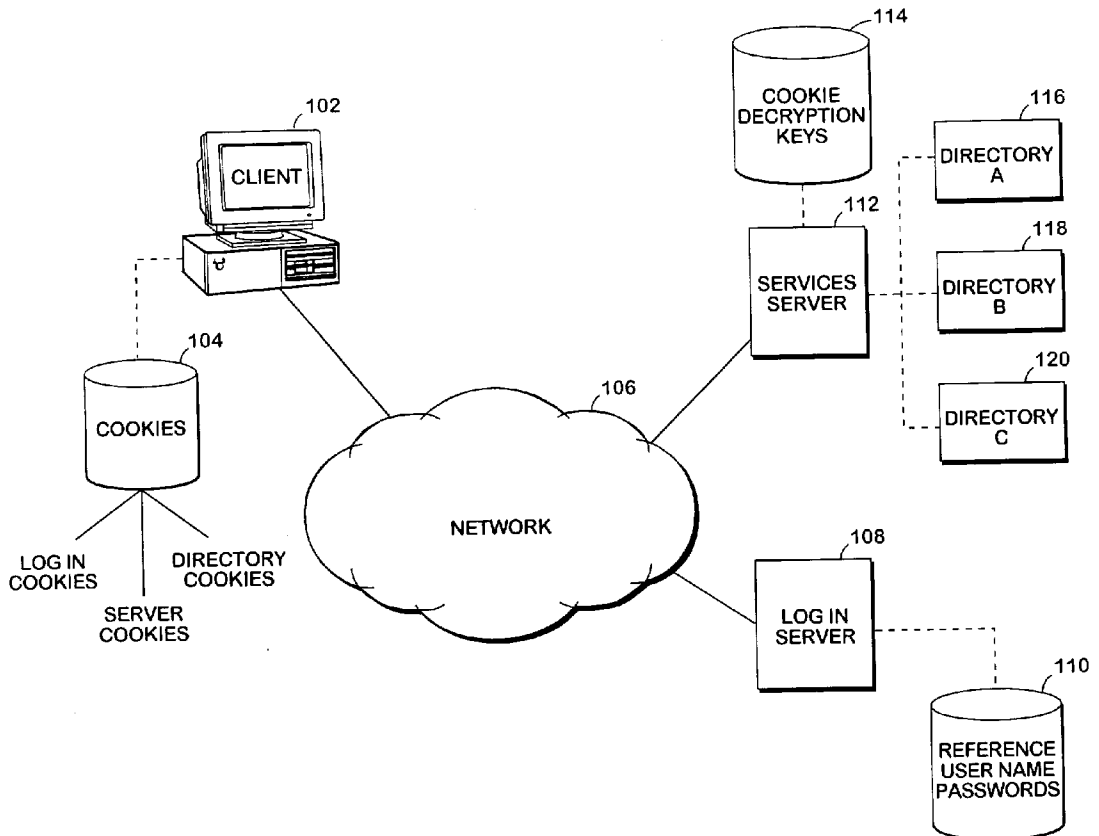 114
COOKIE
DECRYPTION
KEYS
116
DIRECTORY
A
102
CLIENT
112
SERVICES
SERVER
118
DIRECTORY
B
104
COOKIES
120
DIRECTORY
C
106
NETWORK
LOG IN
COOKIES
DIRECTORY
COOKIES
SERVER
COOKIES
108
LOG IN
SERVER
110
REFERENCE
USER NAME
PASSWORDS